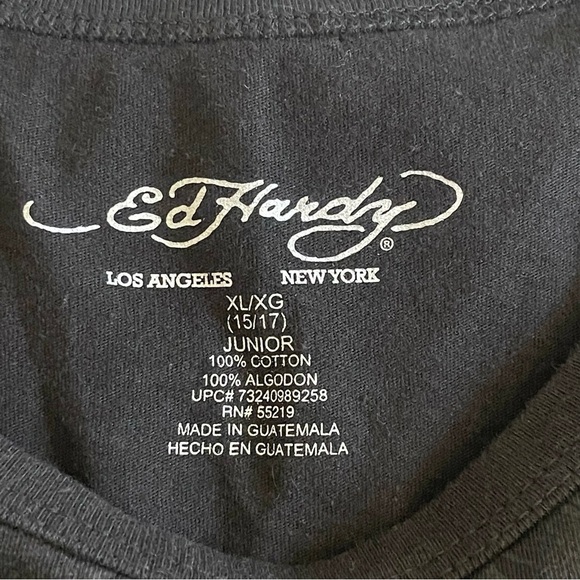 Ed Hardy®
LOS ANGELES NEW YORK
XL/XG
(15/17)
JUNIOR
100% COTTON
100% ALGODON
UPC# 73240989258
RN# 55219
MADE IN GUATEMALA
HECHO EN GUATEMALA